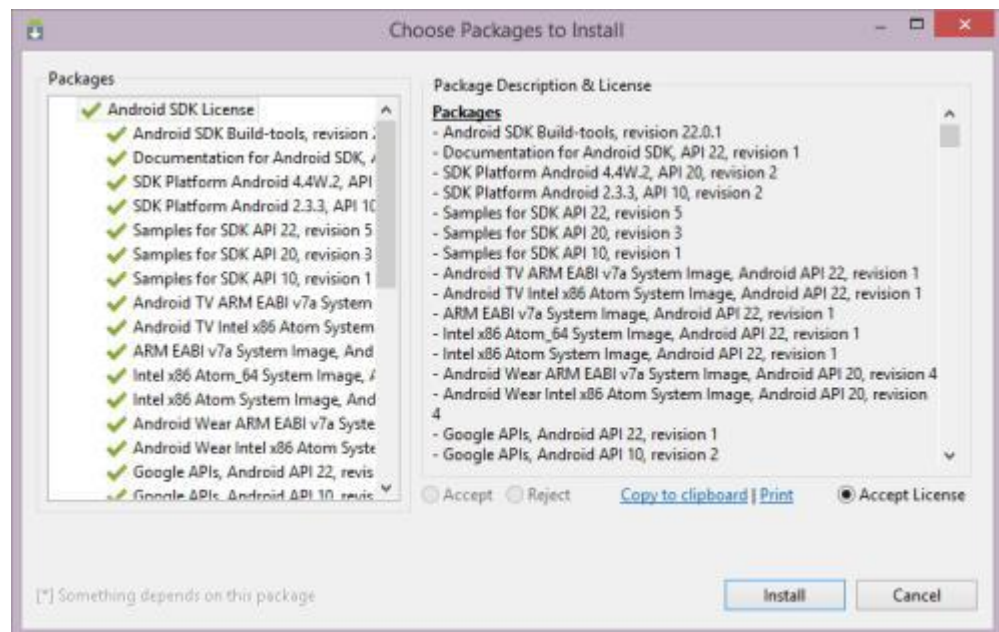 Choose Packages to Install
Packages
Android SDK License
Android SDK Build-tools, revision
Documentation for Android SDK,
SDK Platform Android 4.4W.2, API
SDK Platform Android 2.3.3, API 10
Samples for SDK API 22, revision 5
Samples for SDK API 20, revision 3
Samples for SDK API 10, revision 1
Android TV ARM EABI v7a System
Android TV Intel x86 Atom System
ARM EABI v7a System Image, And
Intel x86 Atom_64 System Image,
Intel x86 Atom System Image, And
Android Wear ARM EABI v7a Syste
Android Wear Intel x86 Atom Syste
Google APIs, Android API 22, revis
Google APIs, Android API 10, revis
Package Description & License
Packages
- Android SDK Build-tools, revision 22.0.1
- Documentation for Android SDK, API 22, revision 1
- SDK Platform Android 4.4W.2, API 20, revision 2
- SDK Platform Android 2.3.3, API 10, revision 2
- Samples for SDK API 22, revision 5
- Samples for SDK API 20, revision 3
- Samples for SDK API 10, revision 1
- Android TV ARM EABI v7a System Image, Android API 22, revision 1
- Android TV Intel x86 Atom System Image, Android API 22, revision 1
- ARM EABI v7a System Image, Android API 22, revision 1
- Intel x86 Atom_64 System Image, Android API 22, revision 1
- Intel x86 Atom System Image, Android API 22, revision 1
- Android Wear ARM EABI v7a System Image, Android API 20, revision 4
- Android Wear Intel x86 Atom System Image, Android API 20, revision
4
- Google APIs, Android API 22, revision 1
- Google APIs, Android API 10, revision 2
Accept Reject Copy to clipboard | Print Accept License
[*] Something depends on this package
Install Cancel